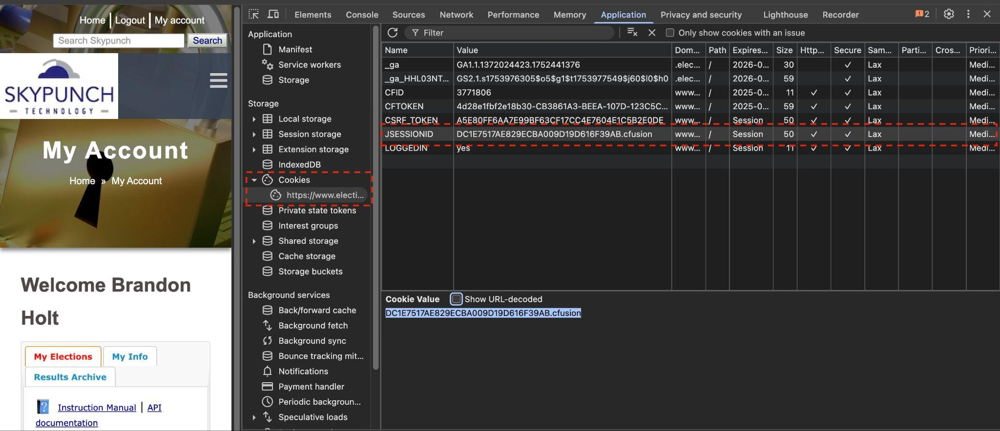 Home | Logout | My account
Search Skypunch Search
SKYPUNCH
TECHNOLOGY
My Account
Home » My Account
Welcome Brandon
Holt
My Elections My Info
Results Archive
Instruction Manual | API
documentation
Elements Console Sources Network Performance Memory Application Privacy and security Lighthouse Recorder 2
Application
Manifest
Service workers
Storage
Storage
Local storage
Session storage
Extension storage
IndexedDB
Cookies
https://www.electi...
Private state tokens
Interest groups
Shared storage
Cache storage
Storage buckets
Background services
Back/forward cache
Background fetch
Background sync
Bounce tracking mit...
Notifications
Payment handler
Periodic backgroun...
Speculative loads
Filter Only show cookies with an issue
Name Value Dom... Path Expires... Size Http... Secure Sam... Parti... Cros... Priori...
_ga GA1.1.1372024423.1752441376 .elec... / 2026-0... 30 ✓ Lax Medi...
_ga_HHL03NT... GS2.1.s1753976305$o5$g1$t1753977549$j60$l0$h0 .elec... / 2026-0... 59 ✓ Lax Medi...
CFID 3771806 www... / 2025-0... 11 ✓ ✓ Lax Medi...
CFTOKEN 4d28e1fbf2e18b30-CB3861A3-BEEA-107D-123C5C... www... / 2025-0... 59 ✓ ✓ Lax Medi...
CSRF_TOKEN A5E80FF6AA7E99BF63CF17CC4E7604E1C5B2E0DE www... / Session 50 ✓ ✓ Lax Medi...
JSESSIONID DC1E7517AE829ECBA009D19D616F39AB.cfusion www... / Session 50 ✓ ✓ Lax Medi...
LOGGEDIN yes www... / Session 11 ✓ ✓ Lax Medi...
Cookie Value Show URL-decoded
DC1E7517AE829ECBA009D19D616F39AB.cfusion